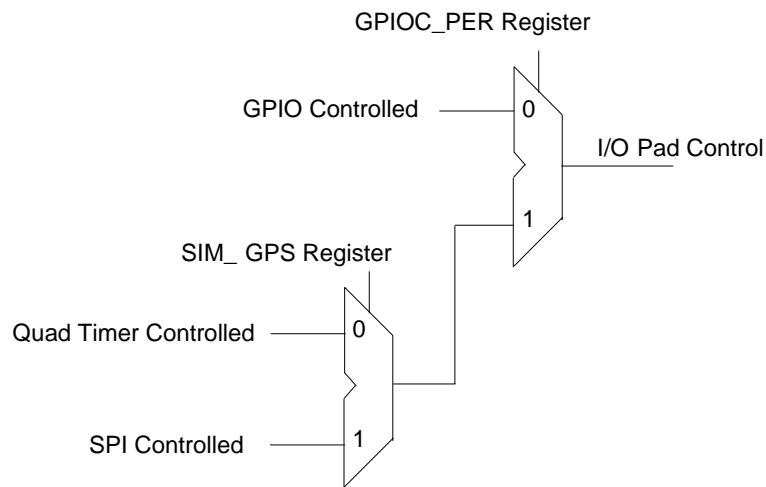 GPIOC_PER Register
GPIO Controlled
0
I/O Pad Control
1
SIM_ GPS Register
Quad Timer Controlled
0
SPI Controlled
1